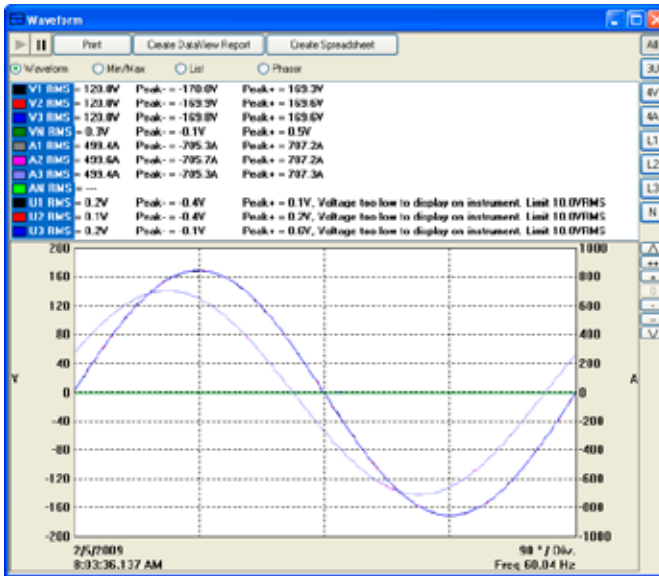 Waveform
Print Create DataView Report Create Spreadsheet All
Waveform Min/Max List Phasor 3U
V1 RMS = 120.0V Peak- = -170.0V Peak+ = 169.3V 4V
V2 RMS = 120.0V Peak- = -169.9V Peak+ = 169.6V
V3 RMS = 120.0V Peak- = -169.8V Peak+ = 169.6V
VN RMS = 0.3V Peak- = -0.1V Peak+ = 0.5V 4A
A1 RMS = 499.4A Peak- = -705.3A Peak+ = 707.2A L1
A2 RMS = 499.6A Peak- = -705.7A Peak+ = 707.2A
A3 RMS = 499.4A Peak- = -705.3A Peak+ = 707.3A L2
AN RMS = ---
U1 RMS = 0.2V Peak- = -0.4V Peak+ = 0.1V, Voltage too low to display on instrument. Limit 10.0VRMS L3
U2 RMS = 0.1V Peak- = -0.4V Peak+ = 0.2V, Voltage too low to display on instrument. Limit 10.0VRMS N
U3 RMS = 0.2V Peak- = -0.1V Peak+ = 0.6V, Voltage too low to display on instrument. Limit 10.0VRMS
200 1000
160 800
120 600
80 400
40 200
V 0 0 A
-40 -200
-80 -400
-120 -600
-160 -800
-200 -1000
2/5/2009 90 °/ Div.
8:03:36.137 AM Freq 60.04 Hz